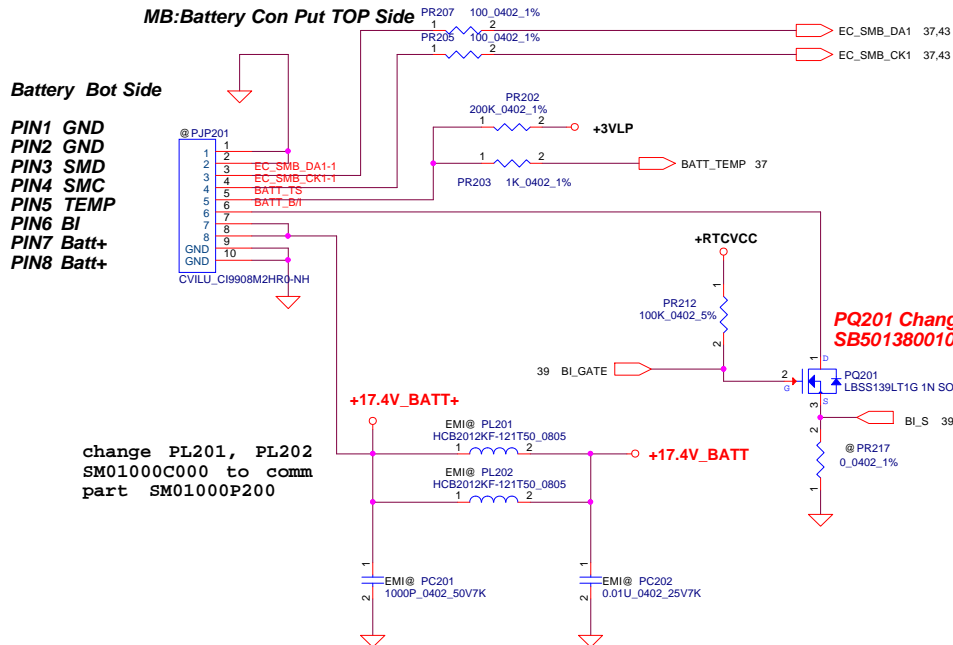 MB:Battery Con Put TOP Side
PR207 100_0402_1%
1 2
EC_SMB_DA1 37,43
PR205 100_0402_1%
1 2
EC_SMB_CK1 37,43
Battery Bot Side
PIN1 GND
PIN2 GND
PIN3 SMD
PIN4 SMC
PIN5 TEMP
PIN6 BI
PIN7 Batt+
PIN8 Batt+
@ PJP201
1 1
2 2
3 3
4 4
5 5
6 6
7 7
8 8
GND 9
GND 10
CVILU_CI9908M2HR0-NH
EC_SMB_DA1-1
EC_SMB_CK1-1
BATT_TS
BATT_B/I
PR202
200K_0402_1%
1 2
+3VLP
1 2
PR203 1K_0402_1%
BATT_TEMP 37
+RTCVCC
1
PR212
100K_0402_5%
2
PQ201 Chang
SB501380010
39 BI_GATE
2
G
1
D
PQ201
LBSS139LT1G 1N SO
S
3
BI_S 39
2
@ PR217
0_0402_1%
1
+17.4V_BATT+
EMI@ PL201
HCB2012KF-121T50_0805
1 2
+17.4V_BATT
EMI@ PL202
HCB2012KF-121T50_0805
1 2
change PL201, PL202
SM01000C000 to comm
part SM01000P200
1
EMI@ PC201
1000P_0402_50V7K
2
1
EMI@ PC202
0.01U_0402_25V7K
2